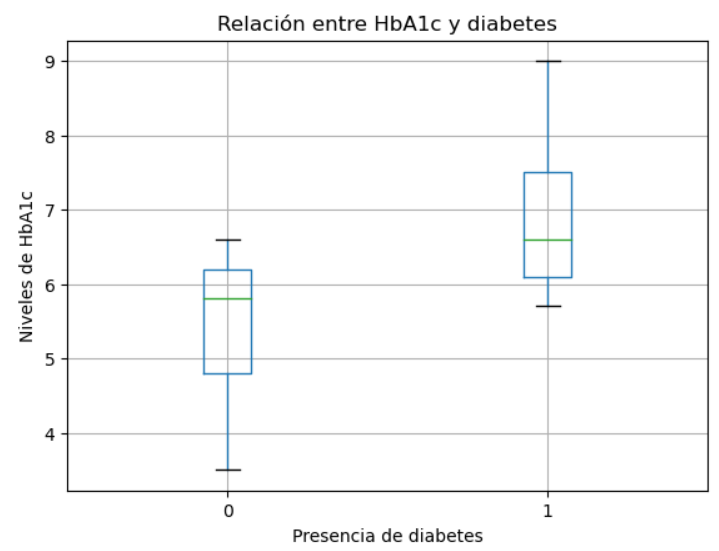 Relación entre HbA1c y diabetes
9
8
7
6
5
4
Niveles de HbA1c
0 1
Presencia de diabetes